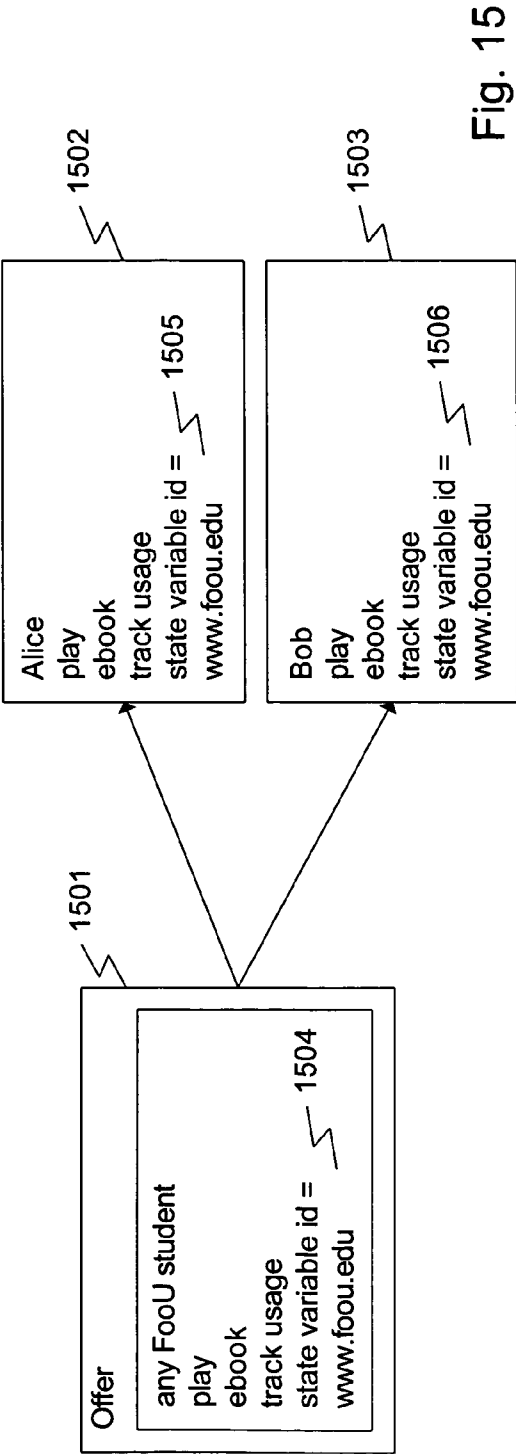 Offer
any FooU student
play
ebook
track usage
state variable id =
www.foou.edu
1504
1501
Alice
play
ebook
track usage
state variable id =
www.foou.edu
1505
1502
Bob
play
ebook
track usage
state variable id =
www.foou.edu
1506
1503
Fig. 15